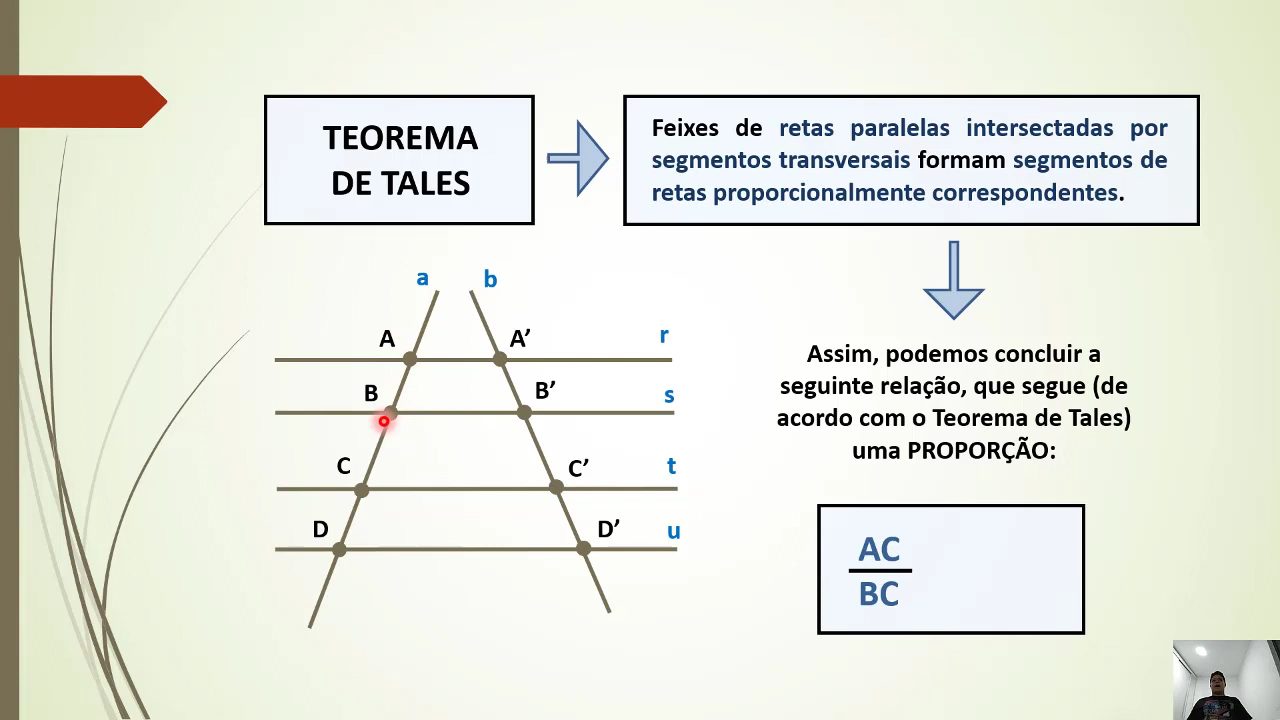 TEOREMA
DE TALES
Feixes de retas paralelas intersectadas por
segmentos transversais formam segmentos de
retas proporcionalmente correspondentes.
a
b
A
A’
r
B
B’
s
C
C’
t
D
D’
u
Assim, podemos concluir a
seguinte relação, que segue (de
acordo com o Teorema de Tales)
uma PROPORÇÃO:
AC
BC